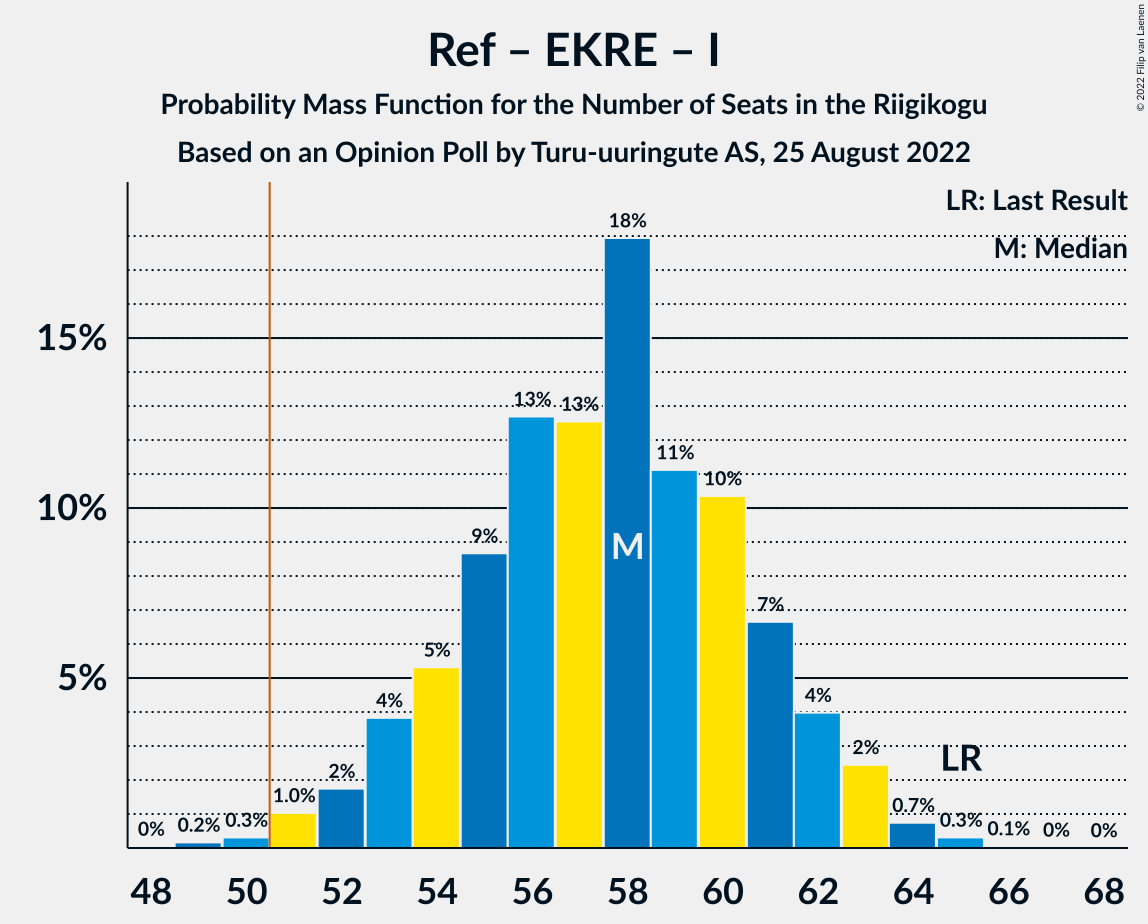 Ref – EKRE – I
Probability Mass Function for the Number of Seats in the Riigikogu
Based on an Opinion Poll by Turu-uuringute AS, 25 August 2022
© 2022 Filip van Laenen
LR: Last Result
M: Median
18%
15%
13% 13%
11%
10%
10%
9%
M
7%
5%
5%
4% 4%
2% 2%
LR
0% 0.2% 0.3% 1.0% 0.7% 0.3% 0.1% 0% 0%
48 50 52 54 56 58 60 62 64 66 68